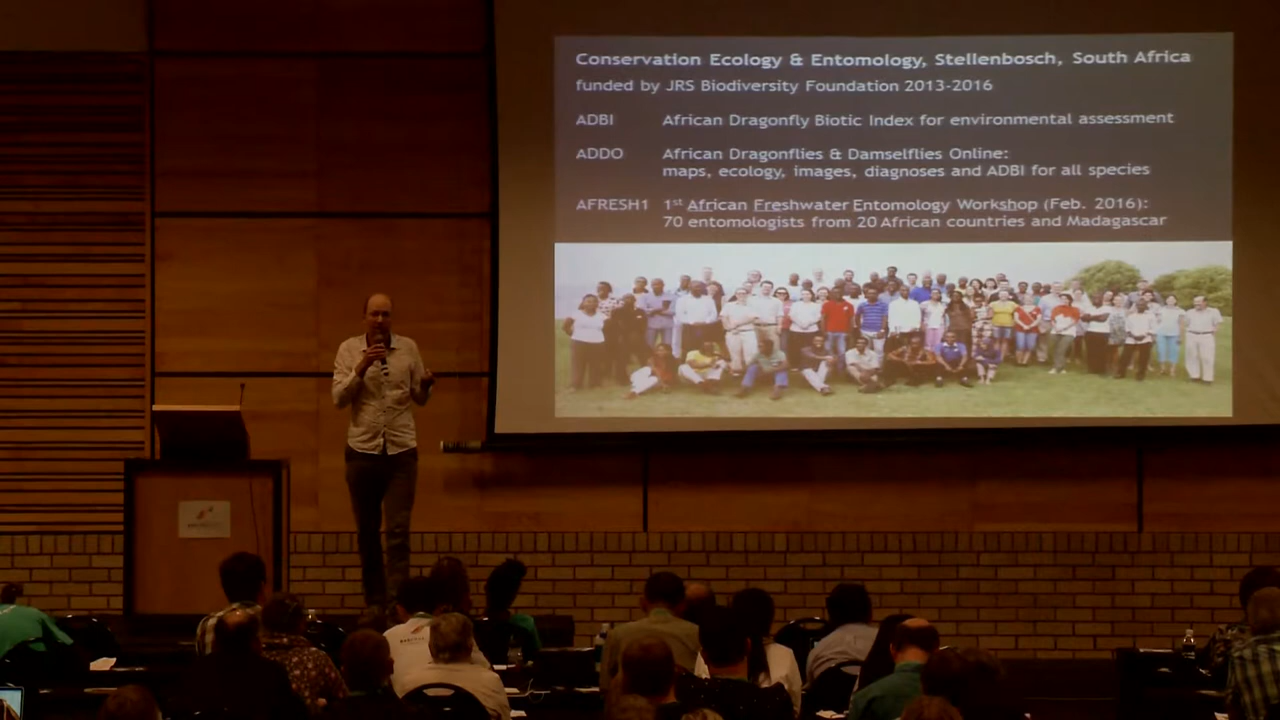 Conservation Ecology & Entomology, Stellenbosch, South Africa
funded by JRS Biodiversity Foundation 2013-2016
ADBI African Dragonfly Biotic Index for environmental assessment
ADDO African Dragonflies & Damselflies Online:
maps, ecology, images, diagnoses and ADBI for all species
AFRESH1 1st African Freshwater Entomology Workshop (Feb. 2016):
70 entomologists from 20 African countries and Madagascar